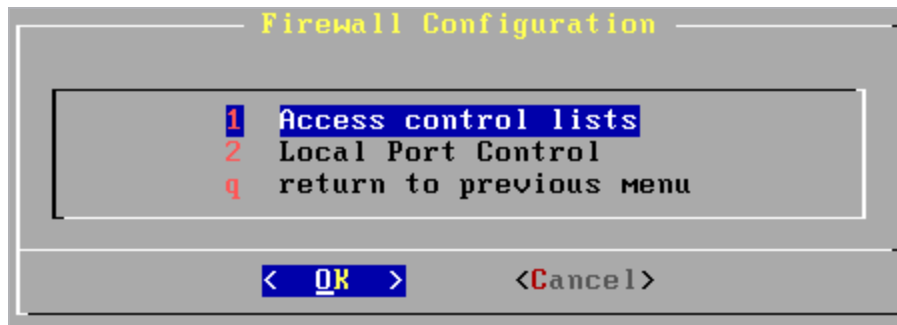 Firewall Configuration
1 Access control lists
2 Local Port Control
q return to previous menu
< OK > <Cancel>